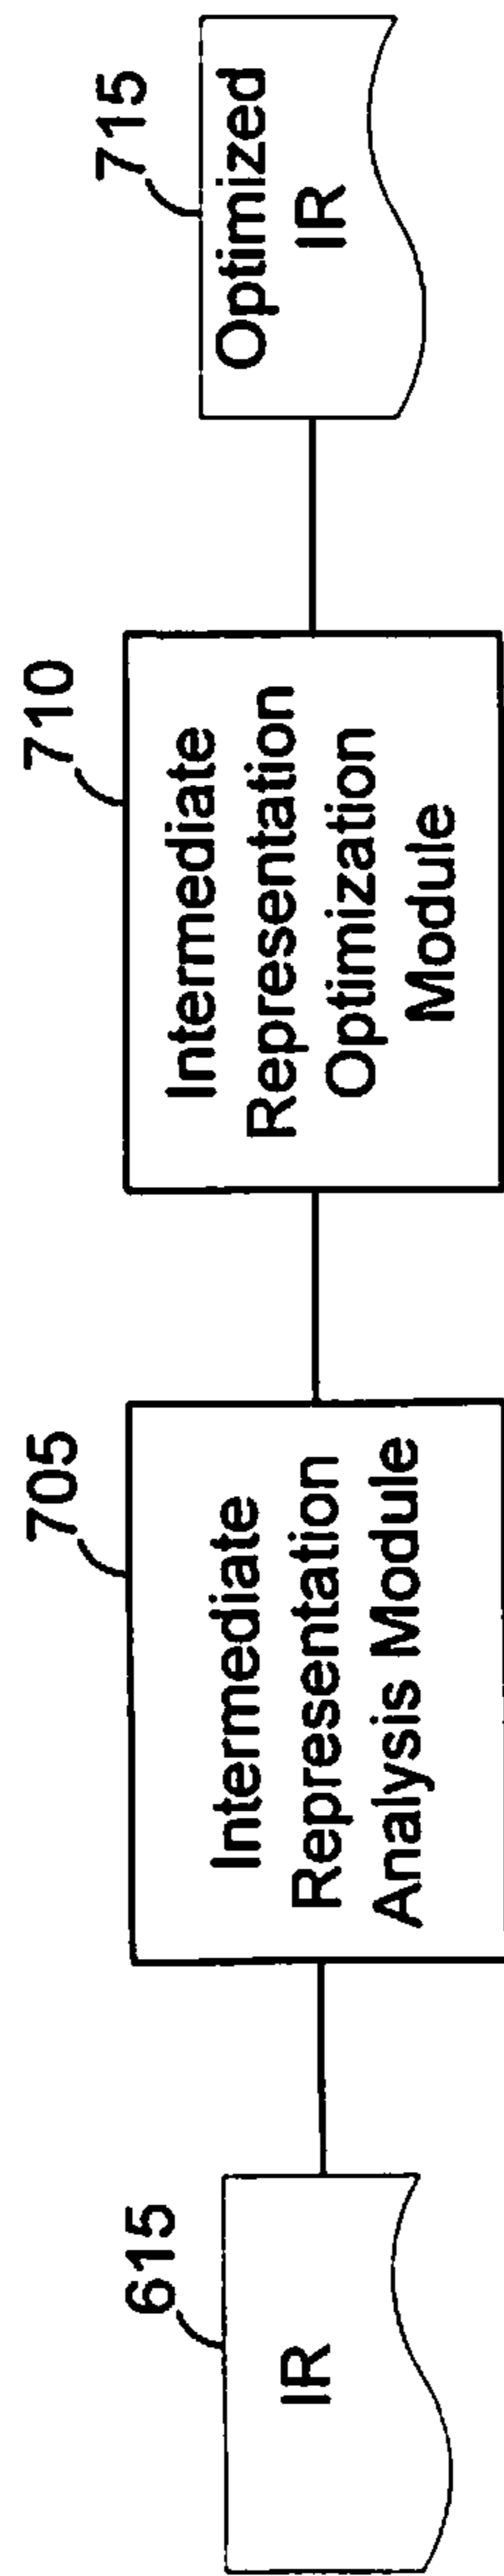 615
IR
705
Intermediate
Representation
Analysis Module
710
Intermediate
Representation
Optimization
Module
715
Optimized
IR